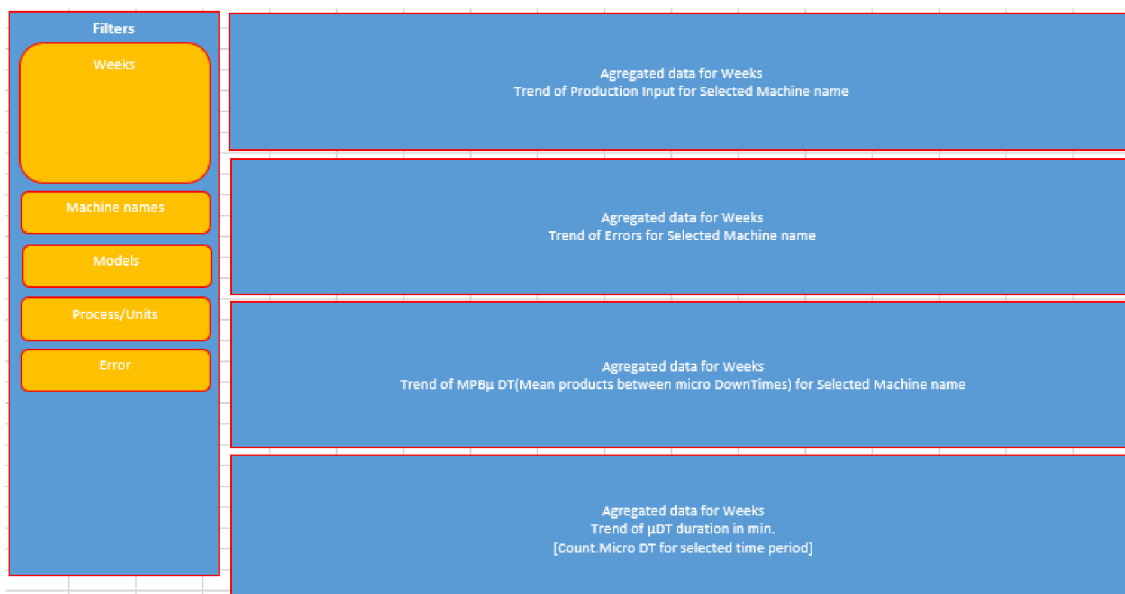 Filters
Weeks
Machine names
Models
Process/Units
Error
Agregated data for Weeks
Trend of Production Input for Selected Machine name
Agregated data for Weeks
Trend of Errors for Selected Machine name
Agregated data for Weeks
Trend of MPBµ DT(Mean products between micro DownTimes) for Selected Machine name
Agregated data for Weeks
Trend of µDT duration in min.
[Count.Micro DT for selected time period]